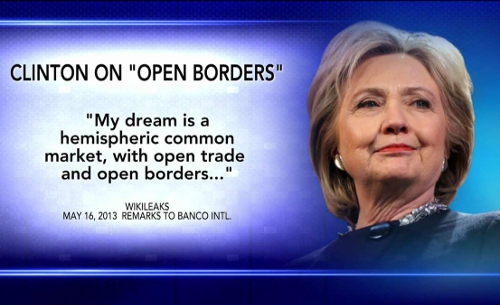 CLINTON ON "OPEN BORDERS"
"My dream is a
hemispheric common
market, with open trade
and open borders..."
WIKILEAKS
MAY 16, 2013 REMARKS TO BANCO INTL.